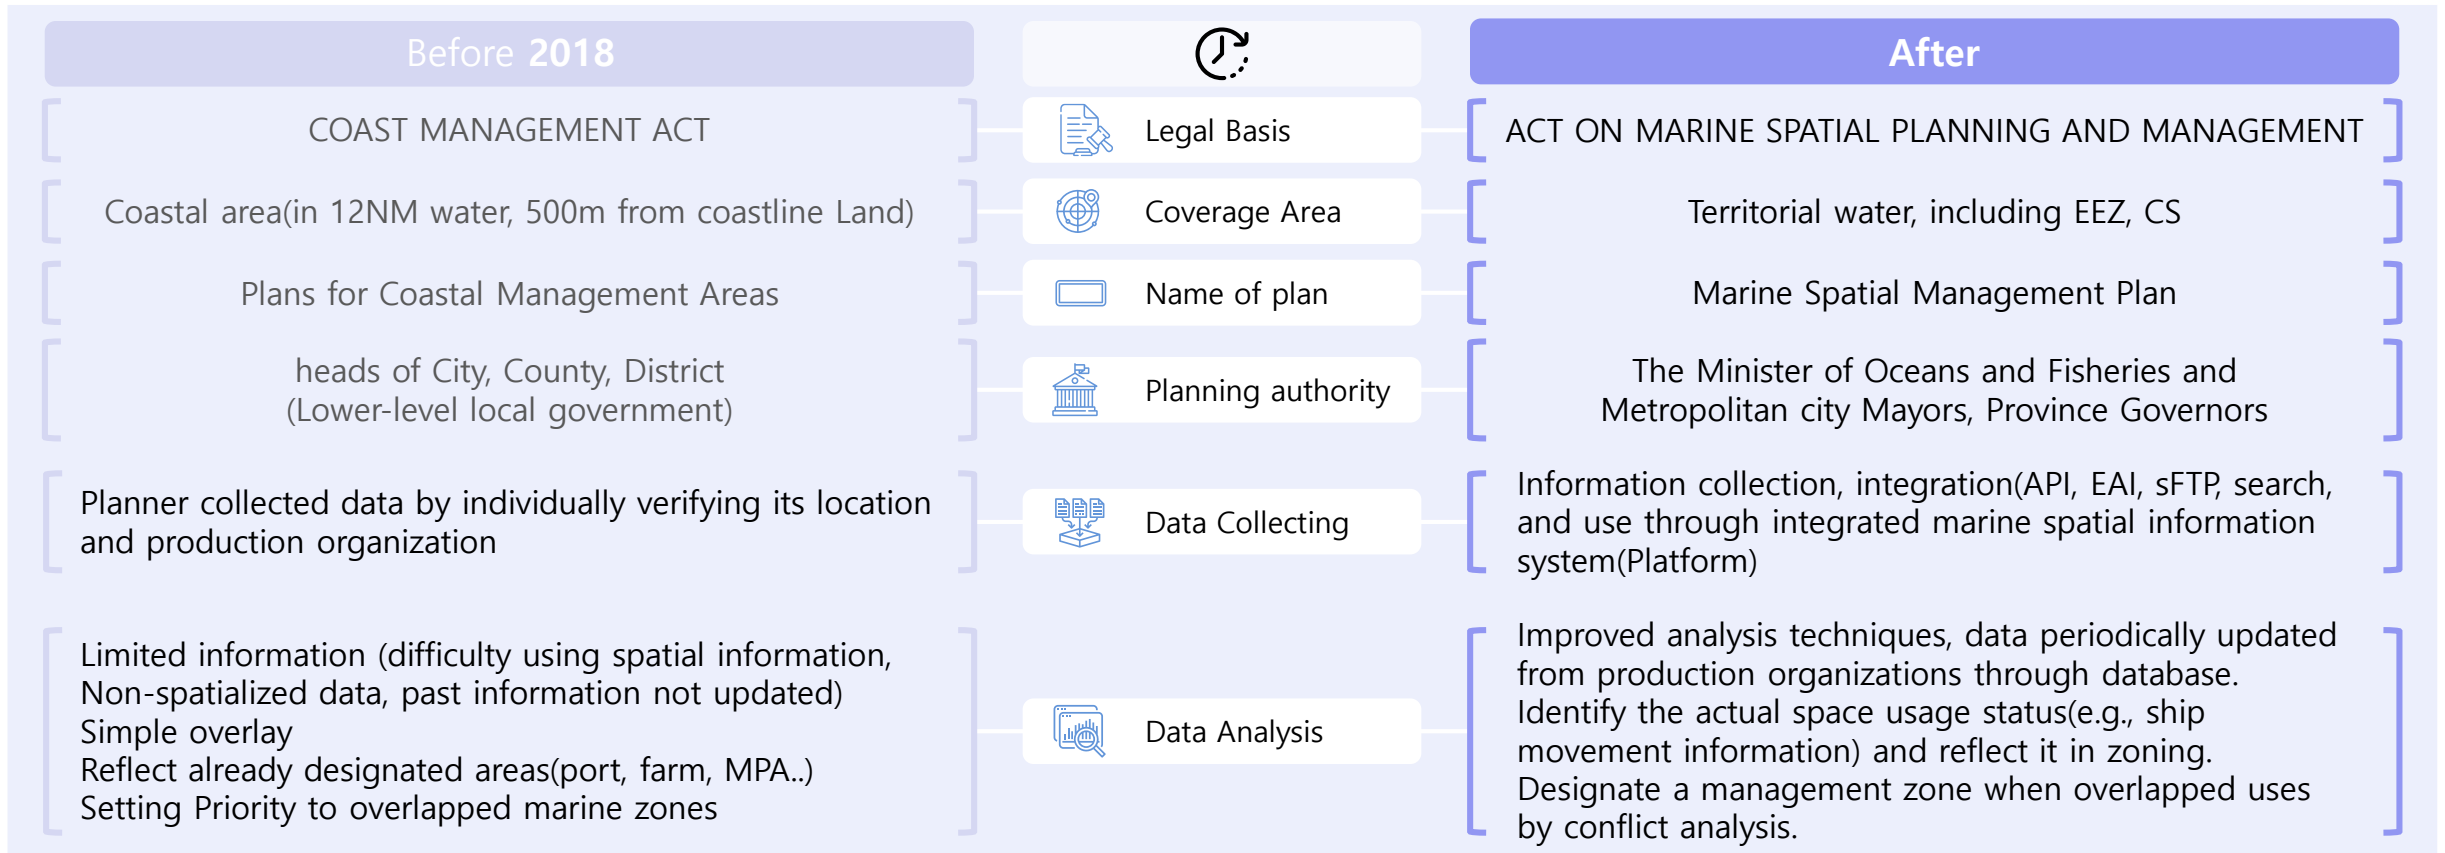 Before 2018
After
COAST MANAGEMENT ACT
Legal Basis
ACT ON MARINE SPATIAL PLANNING AND MANAGEMENT
Coastal area(in 12NM water, 500m from coastline Land)
Coverage Area
Territorial water, including EEZ, CS
Plans for Coastal Management Areas
Name of plan
Marine Spatial Management Plan
heads of City, County, District
(Lower-level local government)
Planning authority
The Minister of Oceans and Fisheries and
Metropolitan city Mayors, Province Governors
Planner collected data by individually verifying its location
and production organization
Data Collecting
Information collection, integration(API, EAI, sFTP, search,
and use through integrated marine spatial information
system(Platform)
Limited information (difficulty using spatial information,
Non-spatialized data, past information not updated)
Simple overlay
Reflect already designated areas(port, farm, MPA..)
Setting Priority to overlapped marine zones
Data Analysis
Improved analysis techniques, data periodically updated
from production organizations through database.
Identify the actual space usage status(e.g., ship
movement information) and reflect it in zoning.
Designate a management zone when overlapped uses
by conflict analysis.